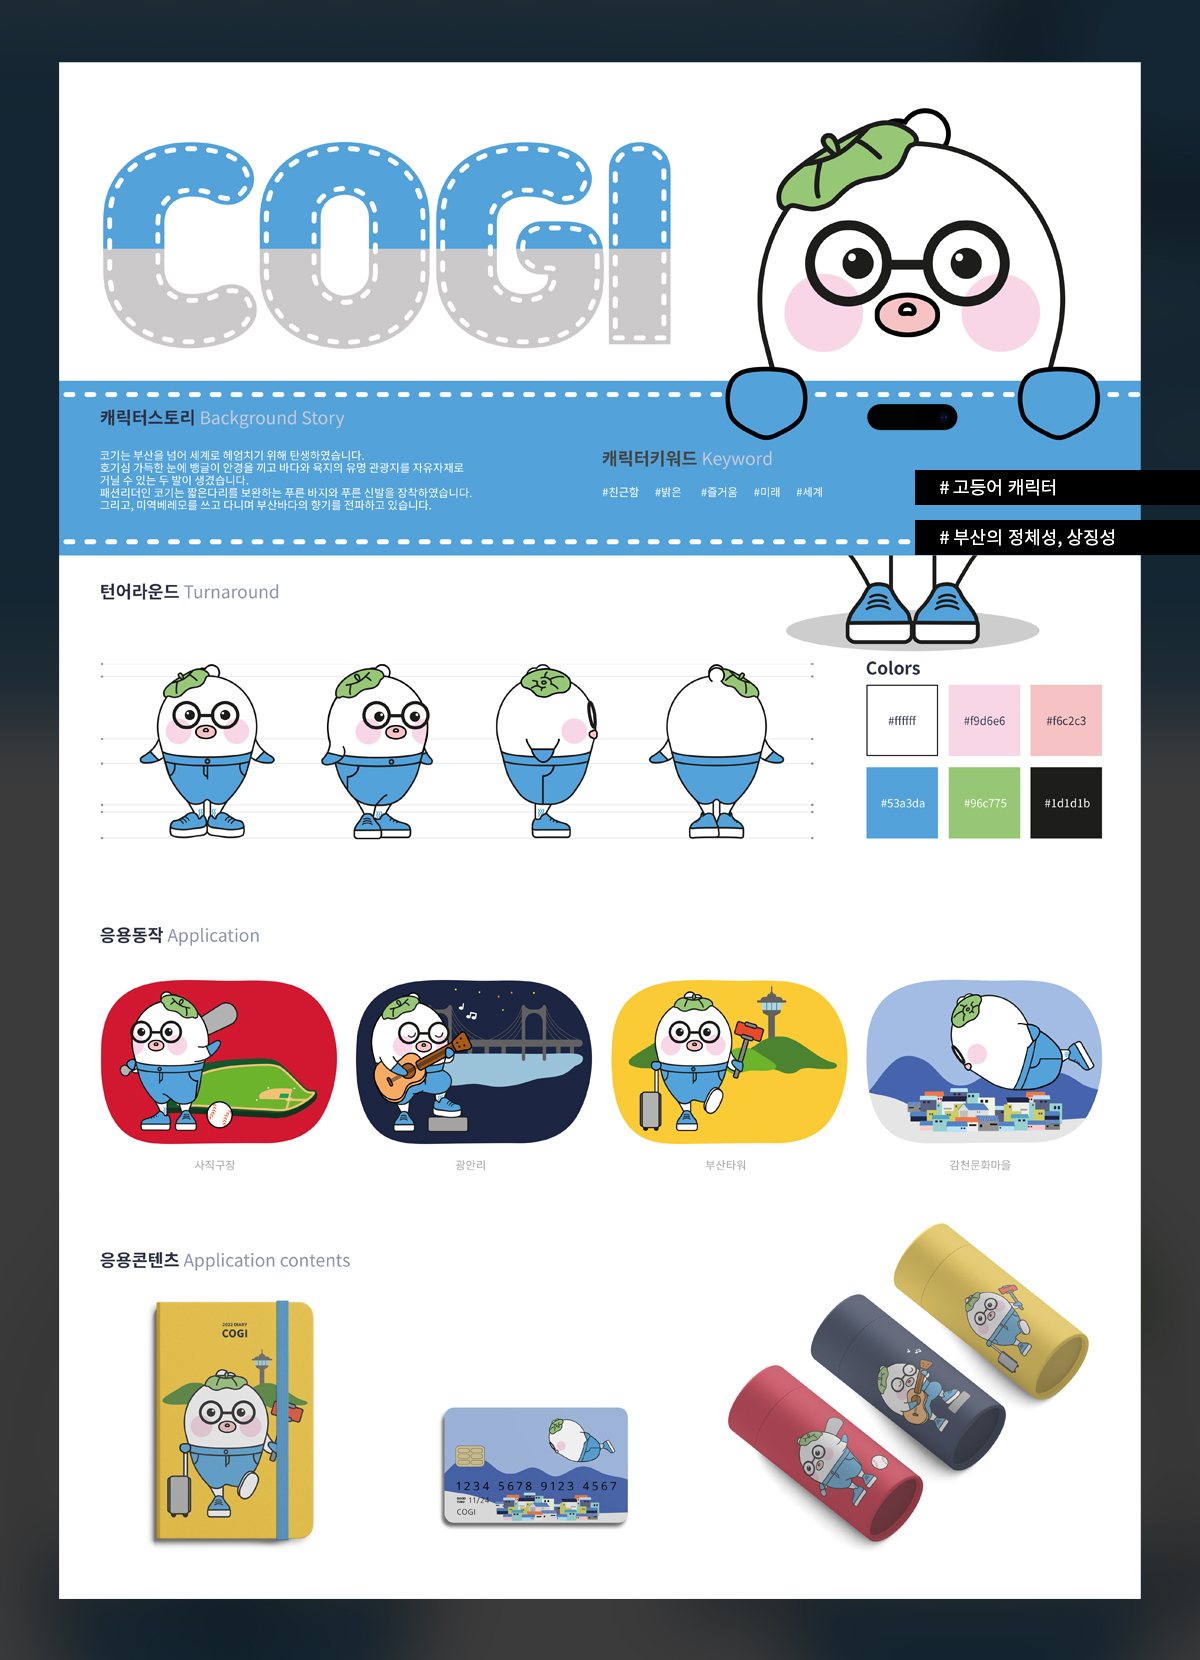 COGI
캐릭터스토리 Background Story
코기는 부산을 넘어 세계로 헤엄치기 위해 탄생하였습니다.
호기심 가득한 눈에 뱅글이 안경을 끼고 바다와 육지의 유명 관광지를 자유자재로
거닐 수 있는 두 발이 생겼습니다.
패션리더인 코기는 짧은다리를 보완하는 푸른 바지와 푸른 신발을 장착하였습니다.
그리고, 미역베레모를 쓰고 다니며 부산바다의 향기를 전파하고 있습니다.
캐릭터키워드 Keyword
#친근함 #밝은 #즐거움 #미래 #세계
# 고등어 캐릭터
# 부산의 정체성, 상징성
턴어라운드 Turnaround
Colors
#ffffff #f9d6e6 #f6c2c3
#53a3da #96c775 #1d1d1b
응용동작 Application
사직구장 광안리 부산타워 감천문화마을
응용콘텐츠 Application contents
2022 DIARY
COGI
1234 5678 9123 4567
11/24
COGI